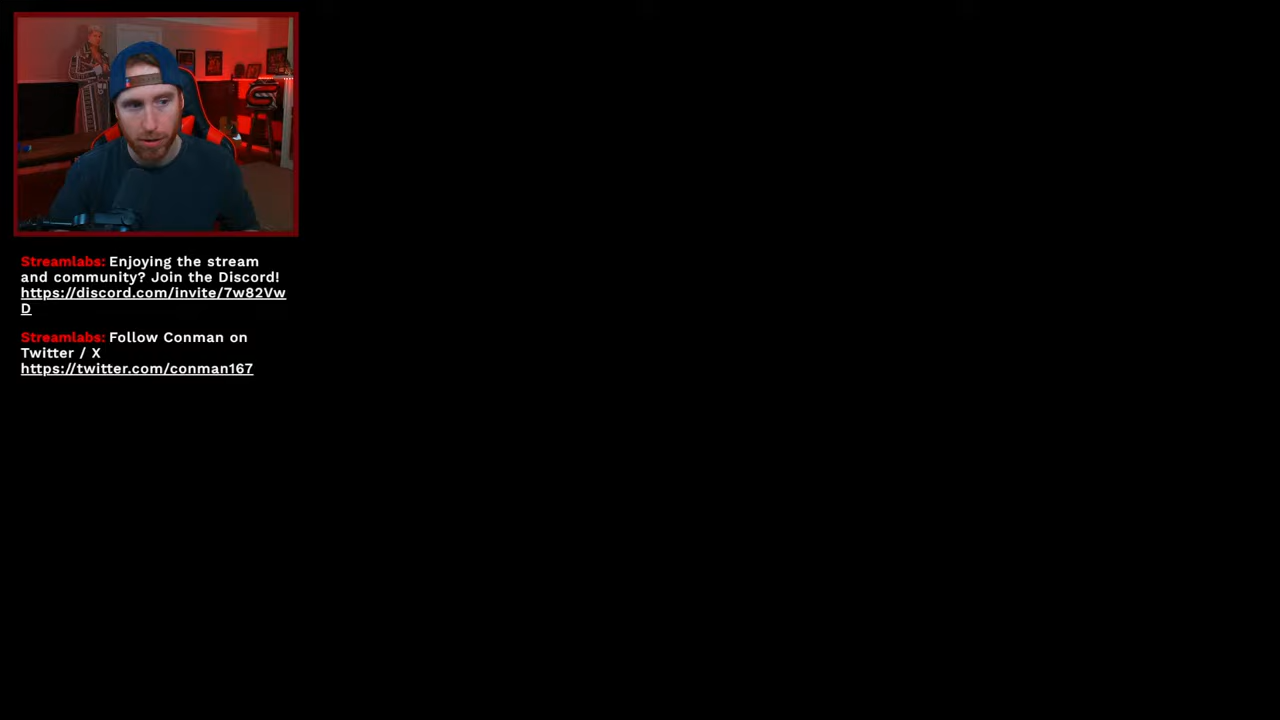 Streamlabs: Enjoying the stream
and community? Join the Discord!
https://discord.com/invite/7w82Vw
D
Streamlabs: Follow Conman on
Twitter / X
https://twitter.com/conman167